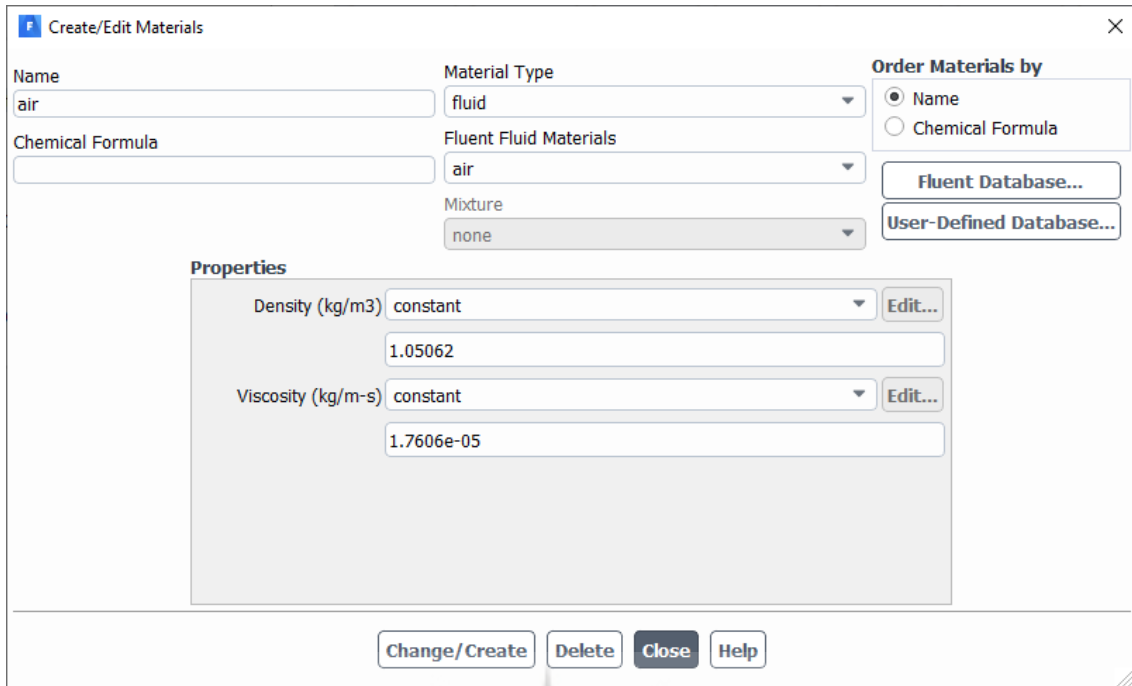 F Create/Edit Materials
Name
air
Chemical Formula
Material Type
fluid
Fluent Fluid Materials
air
Mixture
none
Order Materials by
Name
Chemical Formula
Fluent Database...
User-Defined Database...
Properties
Density (kg/m3) constant Edit...
1.05062
Viscosity (kg/m-s) constant Edit...
1.7606e-05
Change/Create Delete Close Help